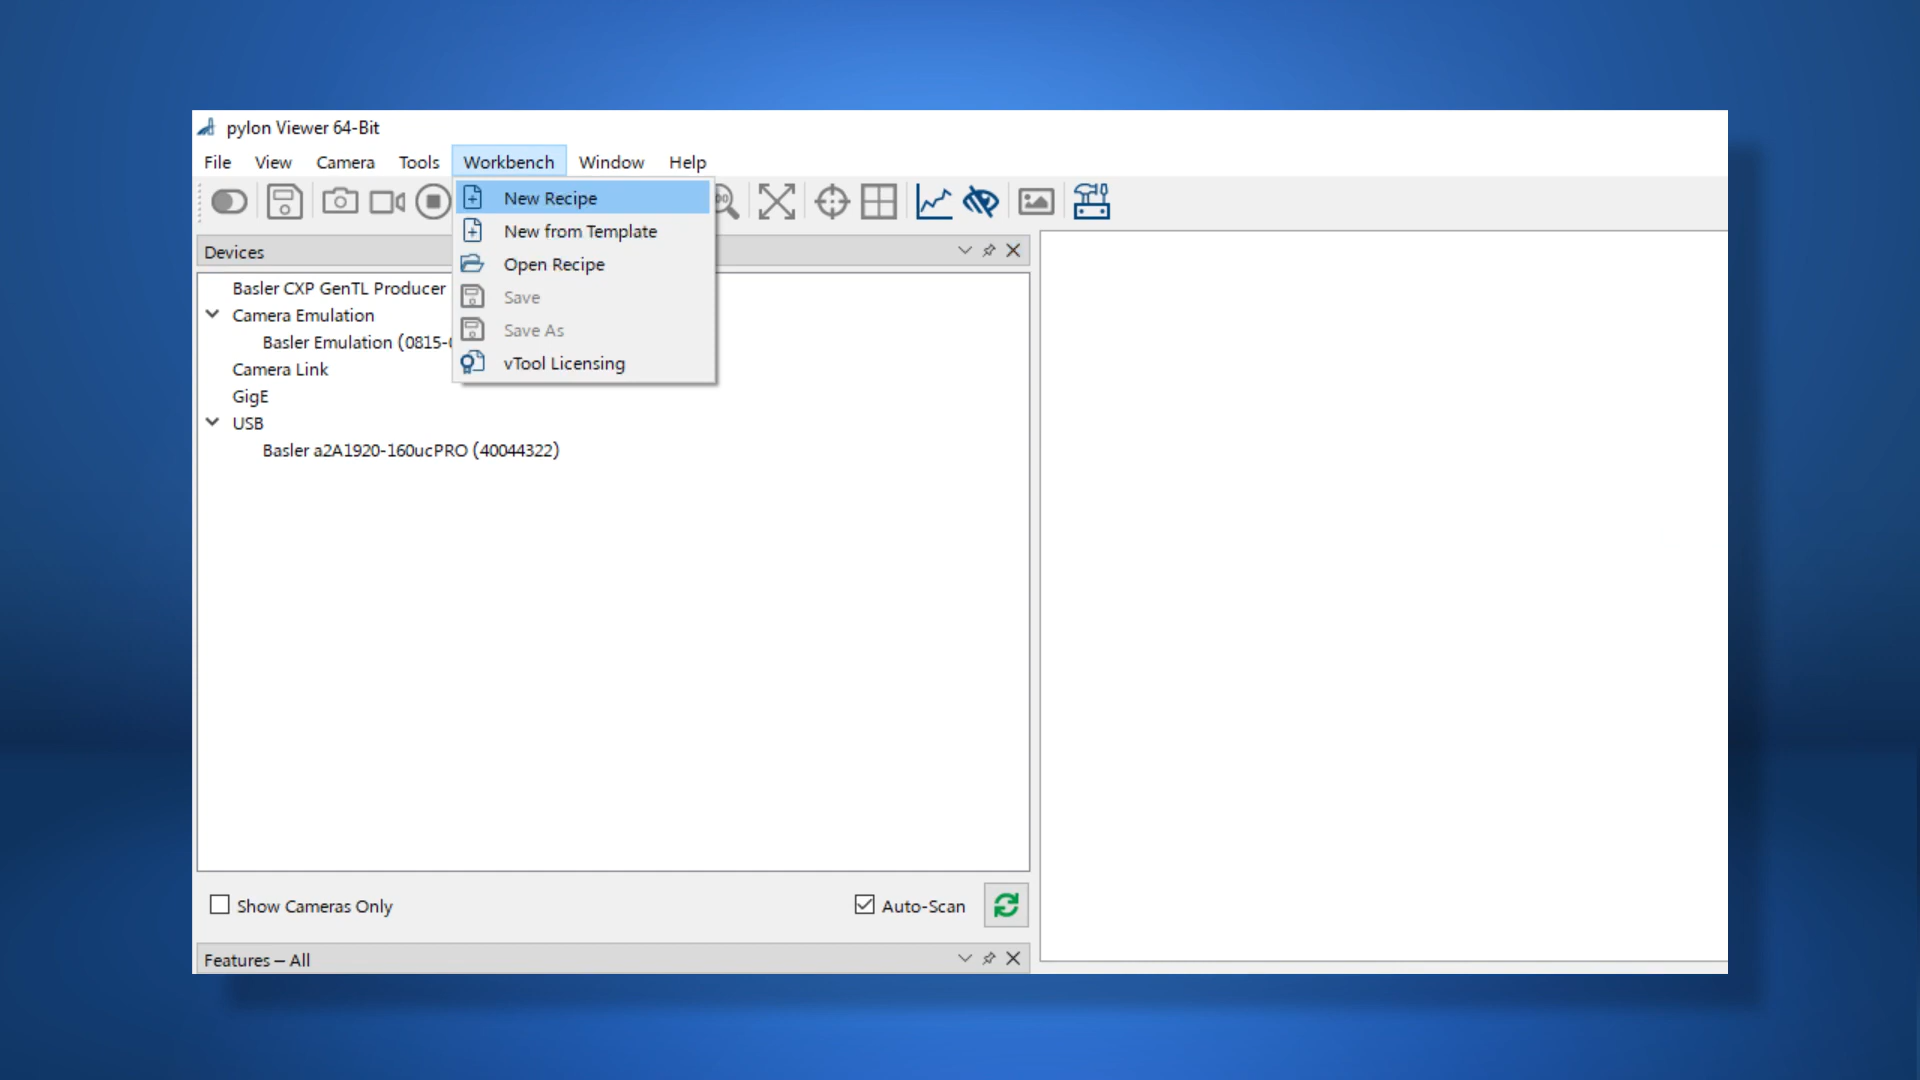 pylon Viewer 64-Bit
File View Camera Tools Workbench Window Help
New Recipe
New from Template
Open Recipe
Save
Save As
vTool Licensing
Devices
Basler CXP GenTL Producer
Camera Emulation
Basler Emulation (0815-
Camera Link
GigE
USB
Basler a2A1920-160ucPRO (40044322)
Show Cameras Only
Auto-Scan
Features – All